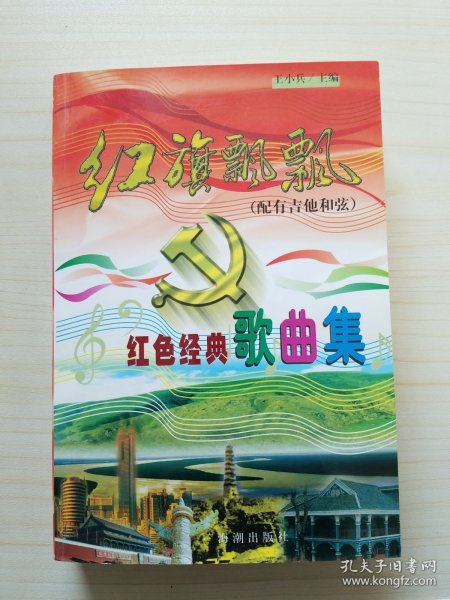 王小兵/主编
红旗飘飘
(配有吉他和弦)
红色经典歌曲集
海潮出版社
孔夫子旧书网
www.kongfz.com